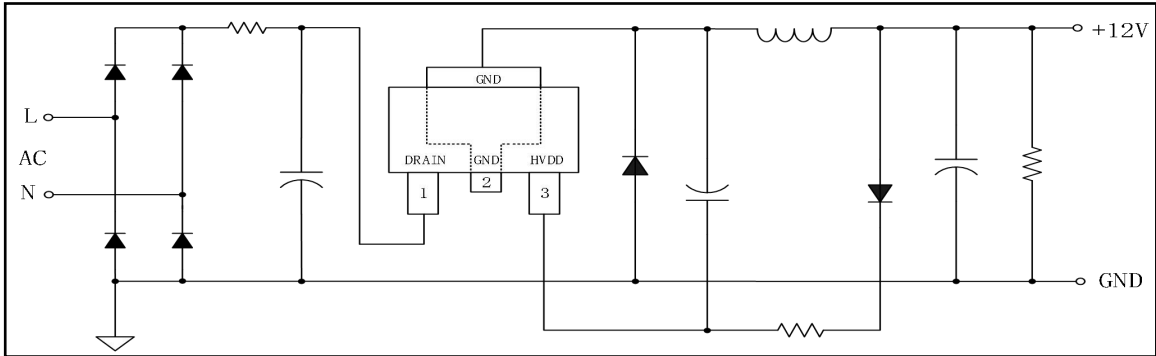 +12V
GND
L
AC
DRAIN GND HVDD
N
1 2 3
GND